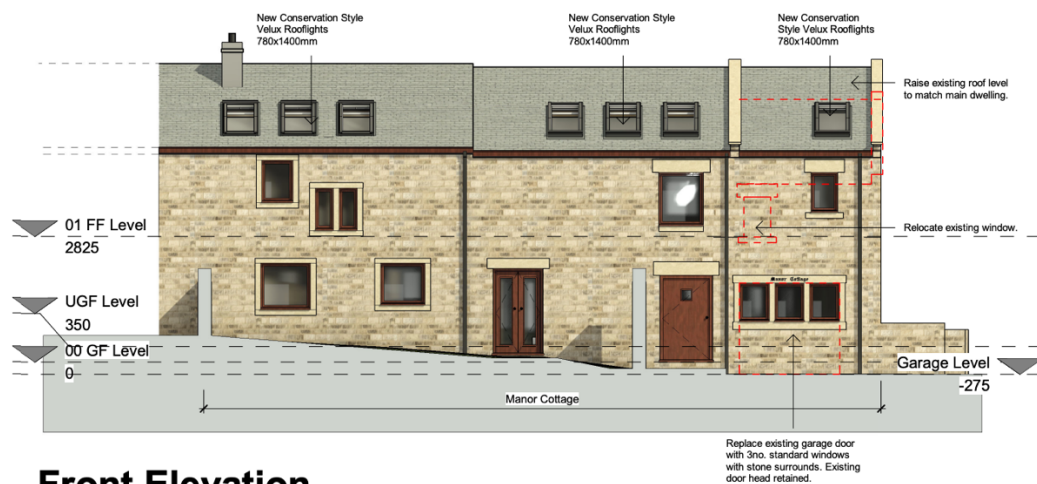 New Conservation Style
Velux Rooflights
780x1400mm
New Conservation Style
Velux Rooflights
780x1400mm
New Conservation
Style Velux Rooflights
780x1400mm
Raise existing roof level
to match main dwelling.
01 FF Level
2825
Relocate existing window.
Manor Cottage
UGF Level
350
00 GF Level
0
Garage Level
-275
Manor Cottage
Replace existing garage door
with 3no. standard windows
with stone surrounds. Existing
door head retained.
Front Elevation